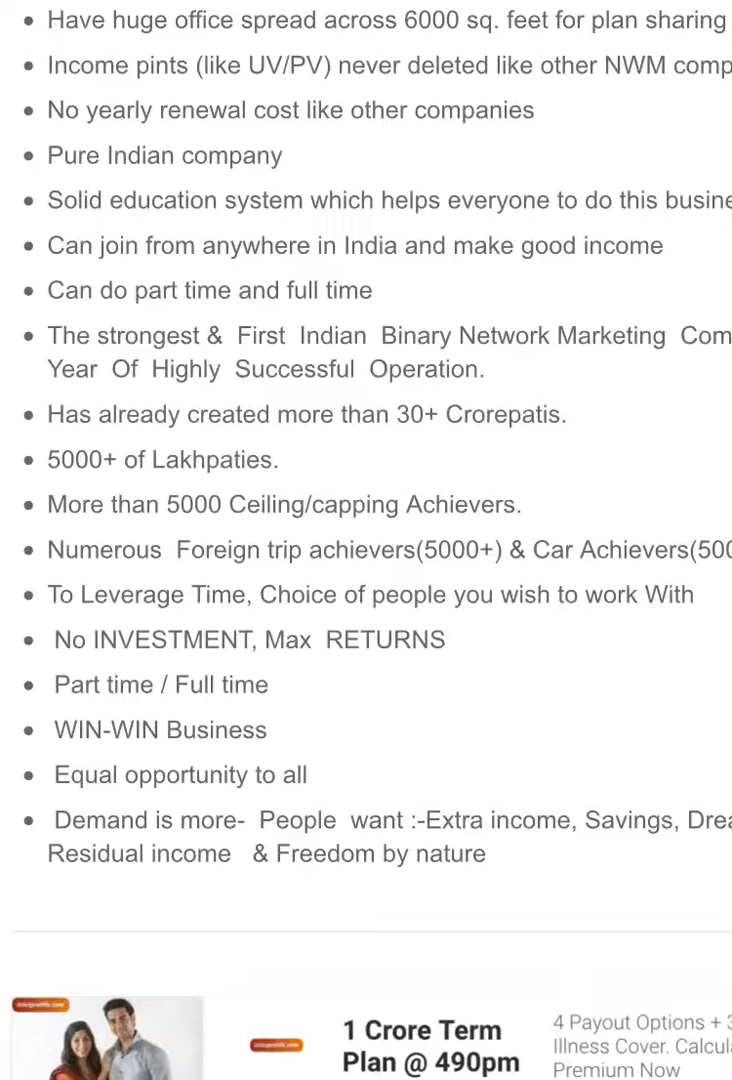 Have huge office spread across 6000 sq. feet for plan sharing
Income pints (like UV/PV) never deleted like other NWM comp
No yearly renewal cost like other companies
Pure Indian company
Solid education system which helps everyone to do this busine
Can join from anywhere in India and make good income
Can do part time and full time
The strongest & First Indian Binary Network Marketing Com
Year Of Highly Successful Operation.
Has already created more than 30+ Crorepatis.
5000+ of Lakhpaties.
More than 5000 Ceiling/capping Achievers.
Numerous Foreign trip achievers(5000+) & Car Achievers(500
To Leverage Time, Choice of people you wish to work With
No INVESTMENT, Max RETURNS
Part time / Full time
WIN-WIN Business
Equal opportunity to all
Demand is more- People want :-Extra income, Savings, Drea
Residual income & Freedom by nature
1 Crore Term
Plan @ 490pm
4 Payout Options + 3
Illness Cover. Calcula
Premium Now